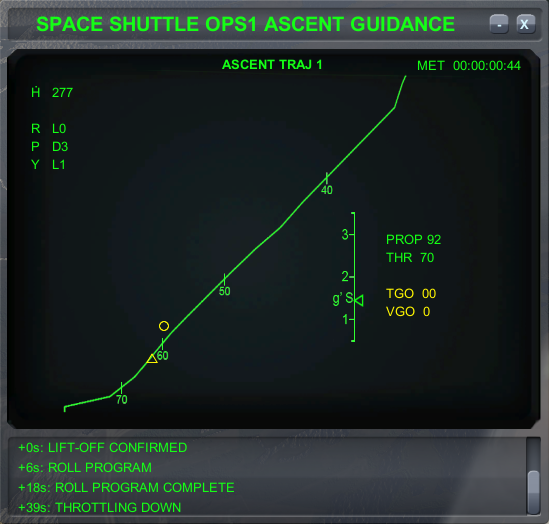 SPACE SHUTTLE OPS1 ASCENT GUIDANCE
- X
ASCENT TRAJ 1
MET 00:00:00:44
Ḣ 277
R L0
P D3
Y L1
40
50
60
70
3
2
g'S
1
PROP 92
THR 70
TGO 00
VGO 0
+0s: LIFT-OFF CONFIRMED
+6s: ROLL PROGRAM
+18s: ROLL PROGRAM COMPLETE
+39s: THROTTLING DOWN